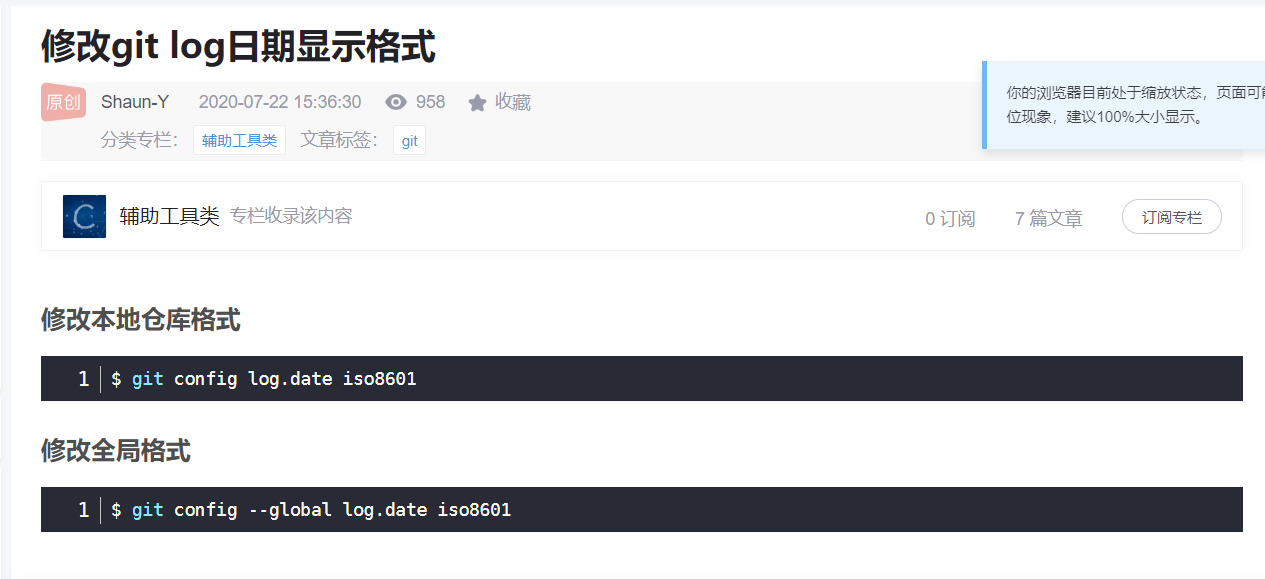 修改git log日期显示格式
原创 Shaun-Y 2020-07-22 15:36:30 958 收藏
分类专栏： 辅助工具类 文章标签： git
你的浏览器目前处于缩放状态，页面可能
位现象，建议100%大小显示。
辅助工具类 专栏收录该内容 0 订阅 7 篇文章 订阅专栏
修改本地仓库格式
1 $ git config log.date iso8601
修改全局格式
1 $ git config --global log.date iso8601